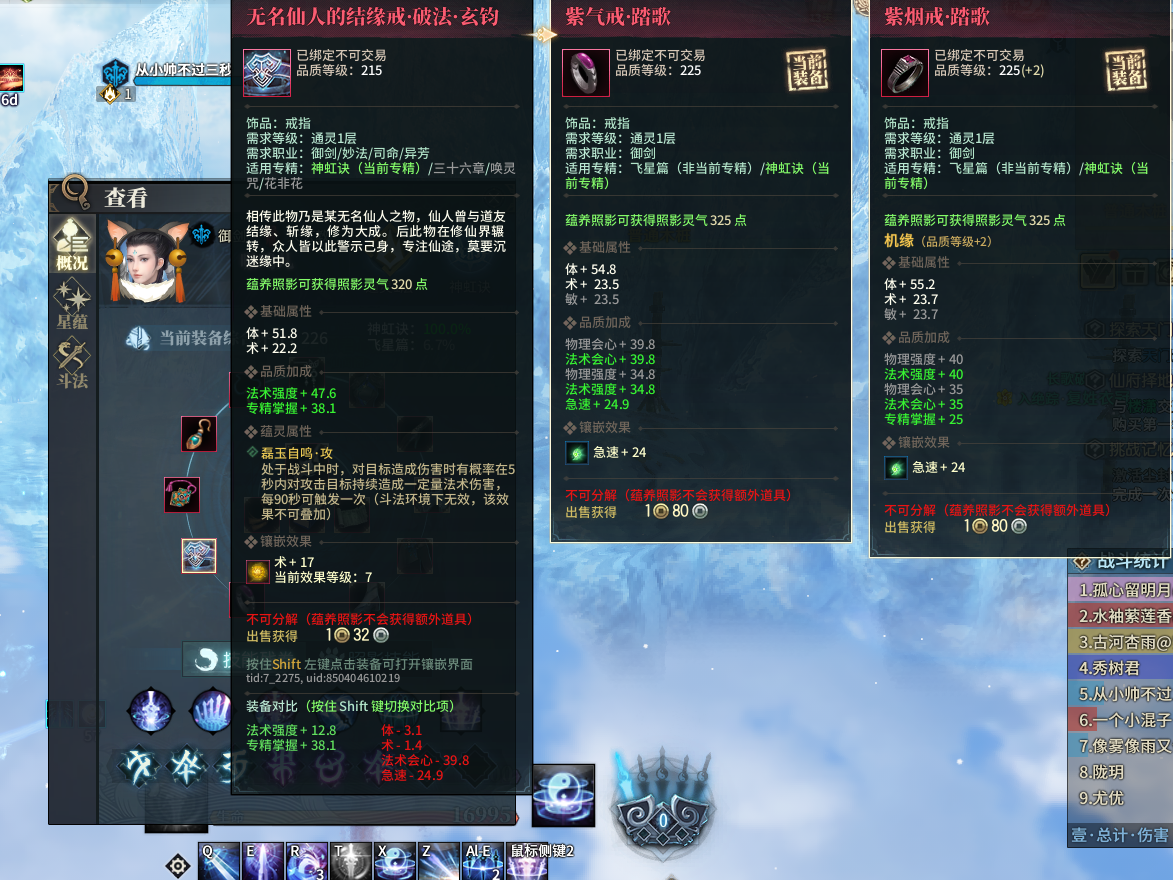 6d
从小帅不过三秒
1
查看
概况
星蕴
斗法
御
当前装备
无名仙人的结缘戒·破法·玄钧
已绑定不可交易
品质等级：215
饰品：戒指
需求等级：通灵1层
需求职业：御剑/妙法/司命/异芳
适用专精：神虹诀（当前专精）/三十六章/唤灵
咒/花非花
相传此物乃是某无名仙人之物，仙人曾与道友
结缘、斩缘，修为大成。后此物在修仙界辗
转，众人皆以此警示己身，专注仙途，莫要沉
迷缘中。
蕴养照影可获得照影灵气 320 点
基础属性
体 + 51.8
术 + 22.2
品质加成
法术强度 + 47.6
专精掌握 + 38.1
蕴灵属性
磊玉自鸣·攻
处于战斗中时，对目标造成伤害时有概率在5
秒内对攻击目标持续造成一定量法术伤害，
每90秒可触发一次（斗法环境下无效，该效
果不可叠加）
镶嵌效果
术 + 17
当前效果等级：7
不可分解（蕴养照影不会获得额外道具）
出售获得 1 32
按住Shift 左键点击装备可打开镶嵌界面
tid:7_2275, uid:850404610219
装备对比（按住 Shift 键切换对比项）
法术强度 + 12.8
专精掌握 + 38.1
体 - 3.1
术 - 1.4
法术会心 - 39.8
急速 - 24.9
紫气戒·踏歌
已绑定不可交易
品质等级：225
当前装备
饰品：戒指
需求等级：通灵1层
需求职业：御剑
适用专精：飞星篇（非当前专精）/神虹诀（当
前专精）
蕴养照影可获得照影灵气 325 点
基础属性
体 + 54.8
术 + 23.5
敏 + 23.5
品质加成
物理会心 + 39.8
法术会心 + 39.8
物理强度 + 34.8
法术强度 + 34.8
急速 + 24.9
镶嵌效果
急速 + 24
不可分解（蕴养照影不会获得额外道具）
出售获得 1 80
紫烟戒·踏歌
已绑定不可交易
品质等级：225(+2)
当前装备
饰品：戒指
需求等级：通灵1层
需求职业：御剑
适用专精：飞星篇（非当前专精）/神虹诀（当
前专精）
蕴养照影可获得照影灵气 325 点
机缘（品质等级+2）
基础属性
体 + 55.2
术 + 23.7
敏 + 23.7
品质加成
物理强度 + 40
法术强度 + 40
物理会心 + 35
法术会心 + 35
专精掌握 + 25
镶嵌效果
急速 + 24
不可分解（蕴养照影不会获得额外道具）
出售获得 1 80
战斗统计
1.孤心留明月
2.水袖萦莲香
3.古河杏雨@
4.秀树君
5.从小帅不过
6.一个小混子
7.像雾像雨又
8.陇玥
9.尤优
壹·总计·伤害
16995
0
Q
E
R
3
T
X
Z
Al-E
2
鼠标侧键2